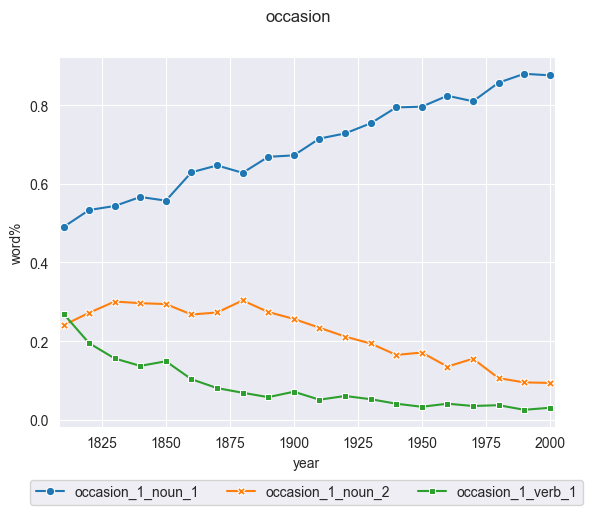 occasion
0.8
0.6
0.4
0.2
0.0
word%
1825 1850 1875 1900 1925 1950 1975 2000
year
occasion_1_noun_1 occasion_1_noun_2 occasion_1_verb_1